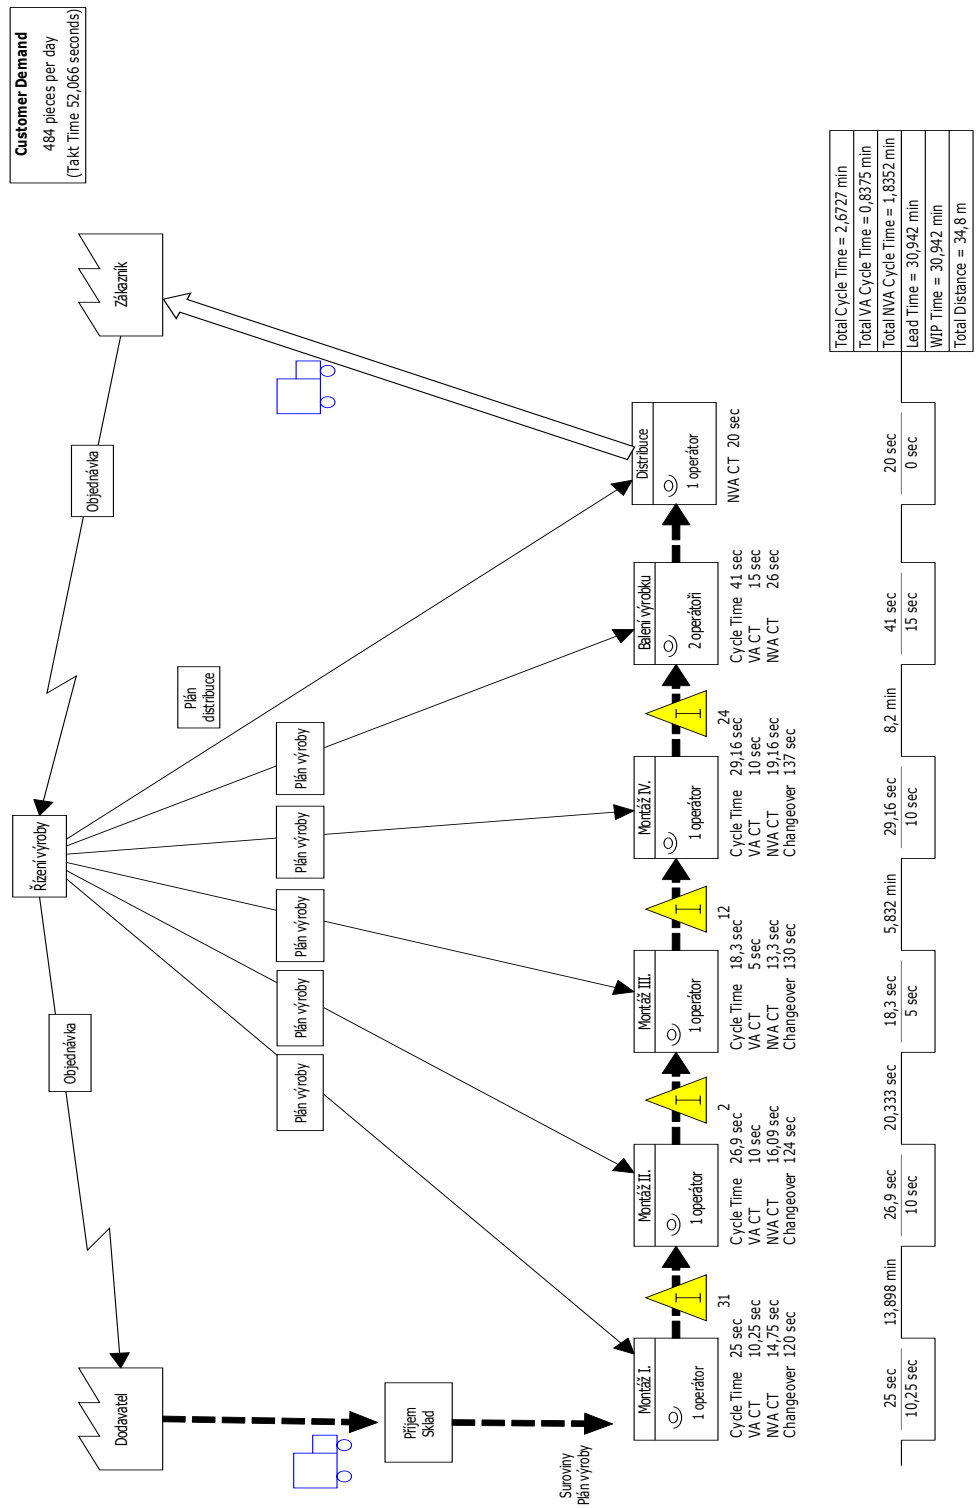 Customer Demand
484 pieces per day
(Takt Time 52,066 seconds)
Dodavatel
Objednávka
Řízení výroby
Objednávka
Zákazník
Příjem
Sklad
Suroviny
Plán výroby
Plán výroby
Plán výroby
Plán výroby
Plán výroby
Plán výroby
Plán
distribuce
Montáž I.
1 operátor
Cycle Time 25 sec
VA CT 10,25 sec
NVA CT 14,75 sec
Changeover 120 sec
31
Montáž II.
1 operátor
Cycle Time 26,9 sec
VA CT 10 sec
NVA CT 16,09 sec
Changeover 124 sec
2
Montáž III.
1 operátor
Cycle Time 18,3 sec
VA CT 5 sec
NVA CT 13,3 sec
Changeover 130 sec
12
Montáž IV.
1 operátor
Cycle Time 29,16 sec
VA CT 10 sec
NVA CT 19,16 sec
Changeover 137 sec
24
Balení výrobku
2 operátoři
Cycle Time 41 sec
VA CT 15 sec
NVA CT 26 sec
Distribuce
1 operátor
NVA CT 20 sec
25 sec
10,25 sec
13,898 min
26,9 sec
10 sec
20,333 sec
18,3 sec
5 sec
5,832 min
29,16 sec
10 sec
8,2 min
41 sec
15 sec
20 sec
0 sec
Total Cycle Time = 2,6727 min
Total VA Cycle Time = 0,8375 min
Total NVA Cycle Time = 1,8352 min
Lead Time = 30,942 min
WIP Time = 30,942 min
Total Distance = 34,8 m